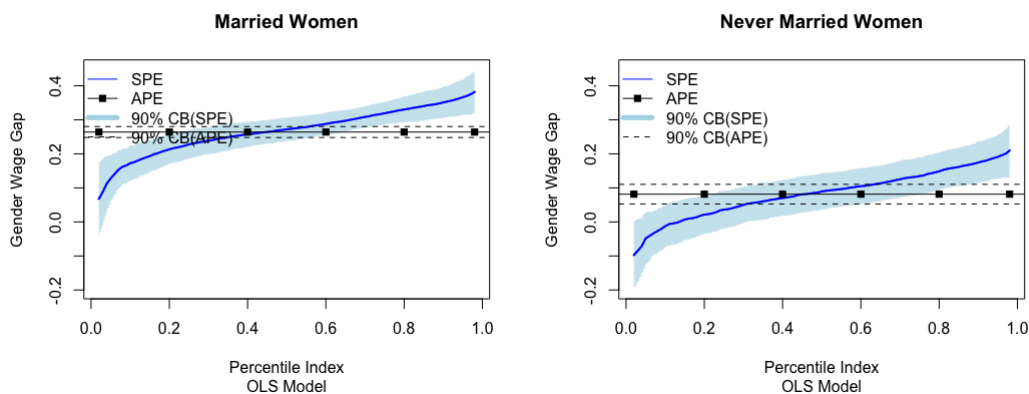 Married Women
Gender Wage Gap
0.4
0.2
0.0
-0.2
SPE
APE
90% CB(SPE)
90% CB(APE)
0.0 0.2 0.4 0.6 0.8 1.0
Percentile Index
OLS Model
Never Married Women
Gender Wage Gap
0.4
0.2
0.0
-0.2
SPE
APE
90% CB(SPE)
90% CB(APE)
0.0 0.2 0.4 0.6 0.8 1.0
Percentile Index
OLS Model